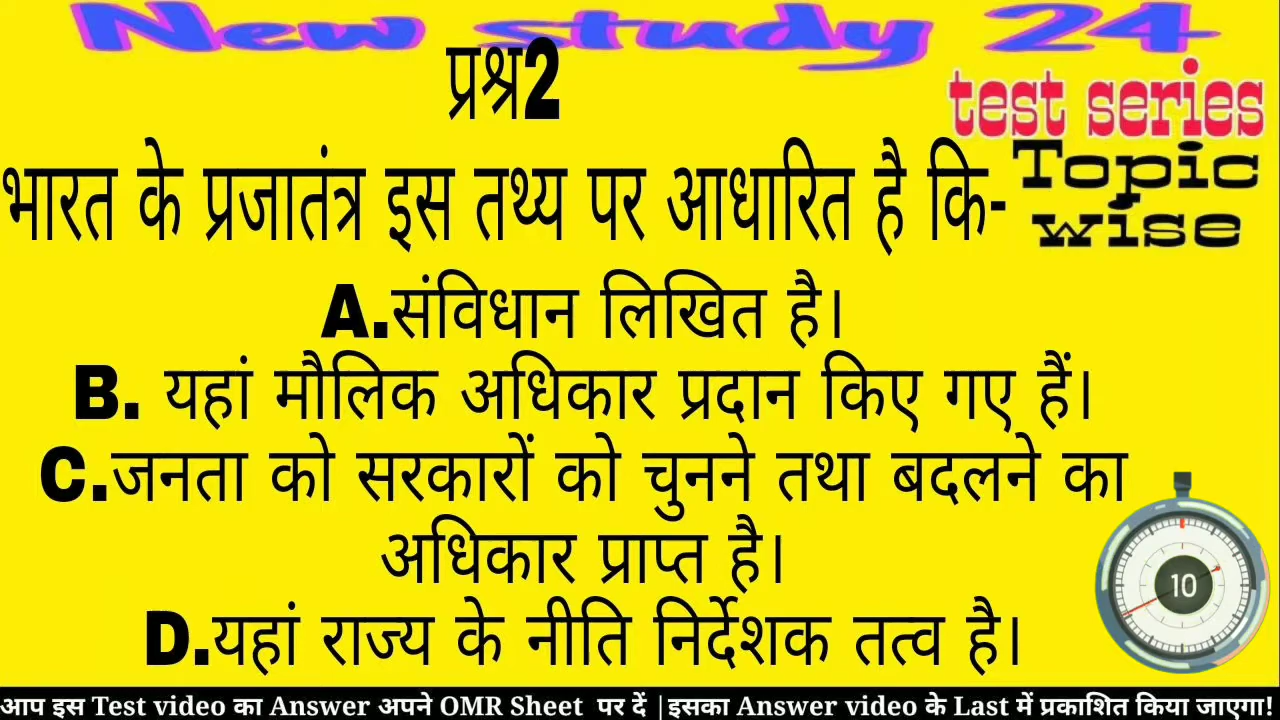 New study 24
प्रश्न2
test series
Topic
wise
भारत के प्रजातंत्र इस तथ्य पर आधारित है कि-
A.संविधान लिखित है।
B. यहां मौलिक अधिकार प्रदान किए गए हैं।
C.जनता को सरकारों को चुनने तथा बदलने का
अधिकार प्राप्त है।
10
D.यहां राज्य के नीति निर्देशक तत्व है।
आप इस Test video का Answer अपने OMR Sheet पर दें |इसका Answer video के Last में प्रकाशित किया जाएगा!